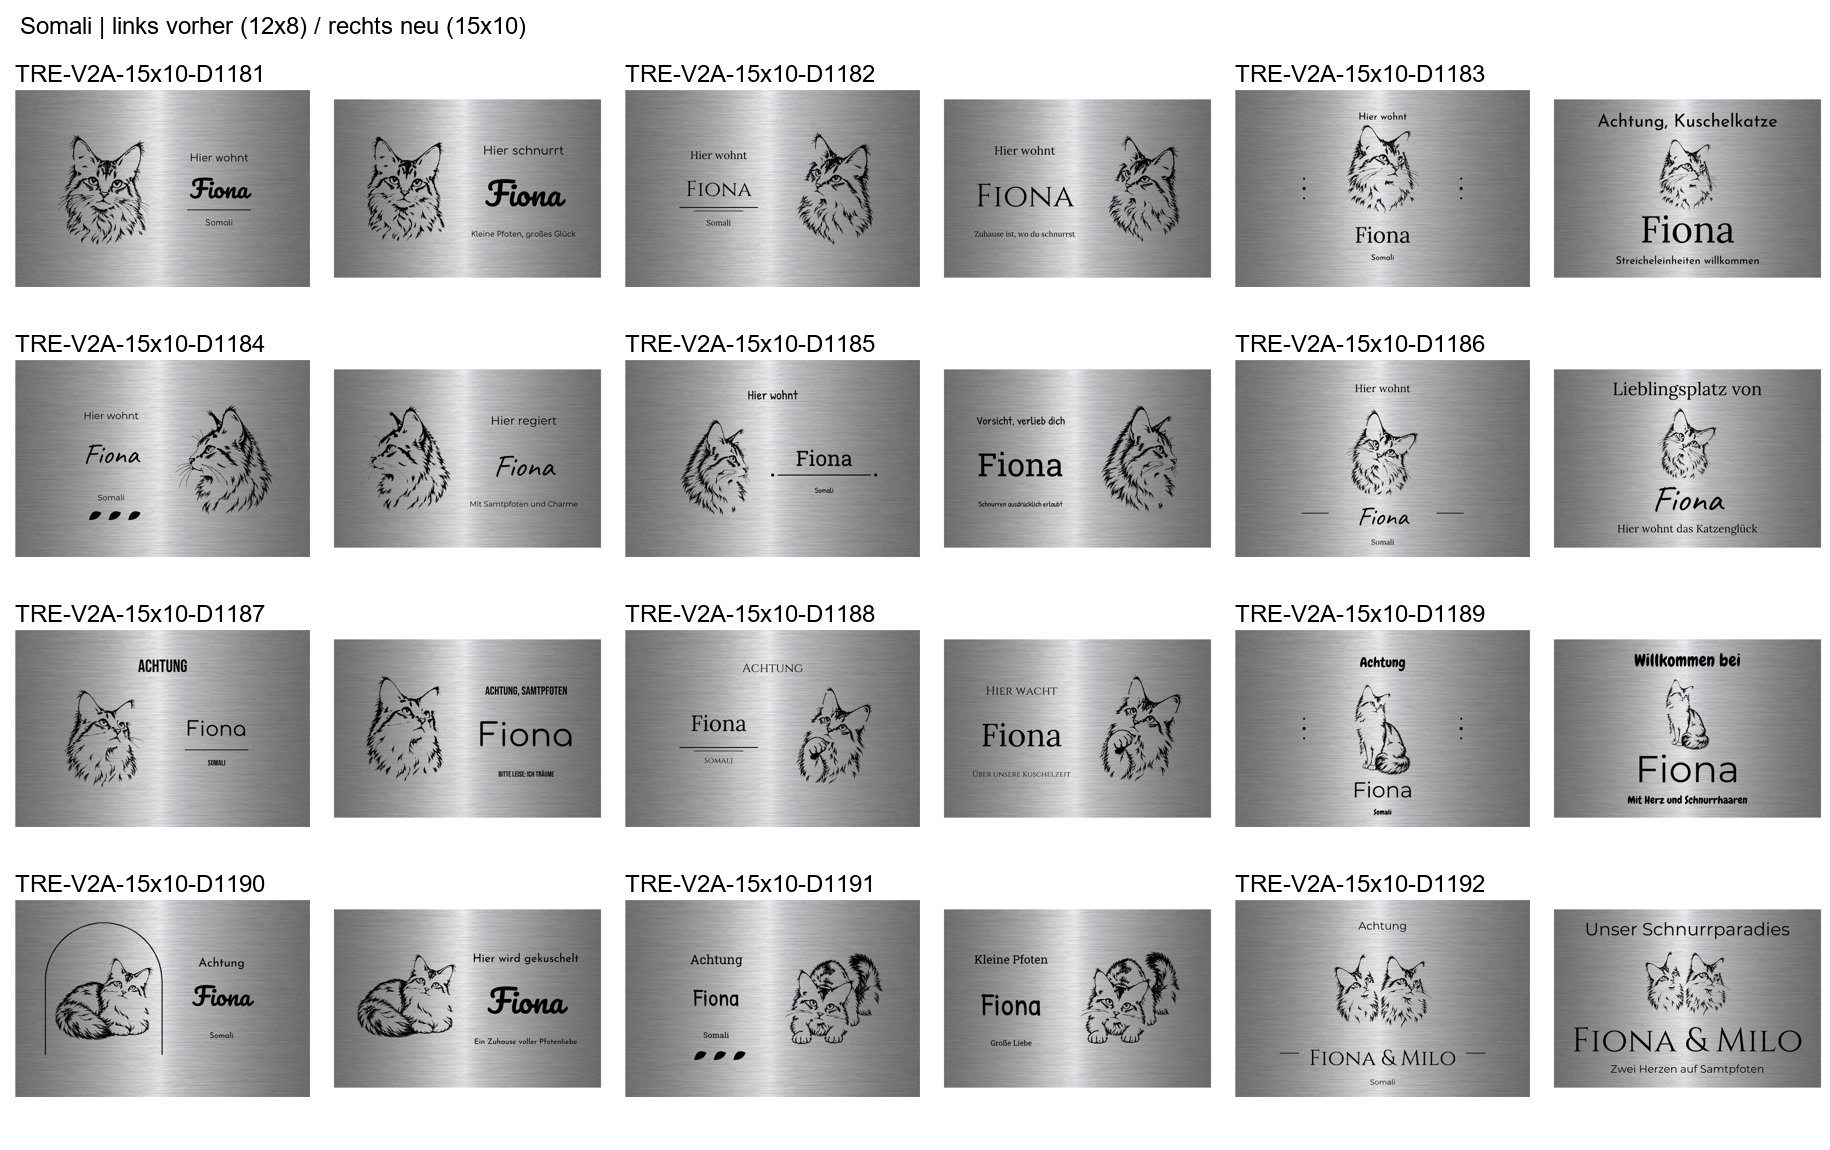 Somali | links vorher (12x8) / rechts neu (15x10)
TRE-V2A-15x10-D1181
Hier wohnt
Fiona
Somali
Hier schnurrt
Fiona
Kleine Pfoten, großes Glück
TRE-V2A-15x10-D1182
Hier wohnt
Fiona
Somali
Hier wohnt
Fiona
Zuhause ist, wo du schnurrst
TRE-V2A-15x10-D1183
Hier wohnt
Fiona
Somali
Achtung, Kuschelkatze
Fiona
Streicheleinheiten willkommen
TRE-V2A-15x10-D1184
Hier wohnt
Fiona
Somali
Hier regiert
Fiona
Mit Samtpfoten und Charme
TRE-V2A-15x10-D1185
Hier wohnt
Fiona
Somali
Vorsicht, verlieb dich
Fiona
Schnurren ausdrücklich erlaubt
TRE-V2A-15x10-D1186
Hier wohnt
Fiona
Somali
Lieblingsplatz von
Fiona
Hier wohnt das Katzenglück
TRE-V2A-15x10-D1187
ACHTUNG
Fiona
SOMALI
ACHTUNG, SAMTPFOTEN
Fiona
BITTE LEISE: ICH TRÄUME
TRE-V2A-15x10-D1188
Achtung
Fiona
Somali
Hier wacht
Fiona
Über unsere Kuschelzeit
TRE-V2A-15x10-D1189
Achtung
Fiona
Somali
Willkommen bei
Fiona
Mit Herz und Schnurrhaaren
TRE-V2A-15x10-D1190
Achtung
Fiona
Somali
Hier wird gekuschelt
Fiona
Ein Zuhause voller Pfotenliebe
TRE-V2A-15x10-D1191
Achtung
Fiona
Somali
Kleine Pfoten
Fiona
Große Liebe
TRE-V2A-15x10-D1192
Achtung
Fiona & Milo
Somali
Unser Schnurrparadies
Fiona & Milo
Zwei Herzen auf Samtpfoten